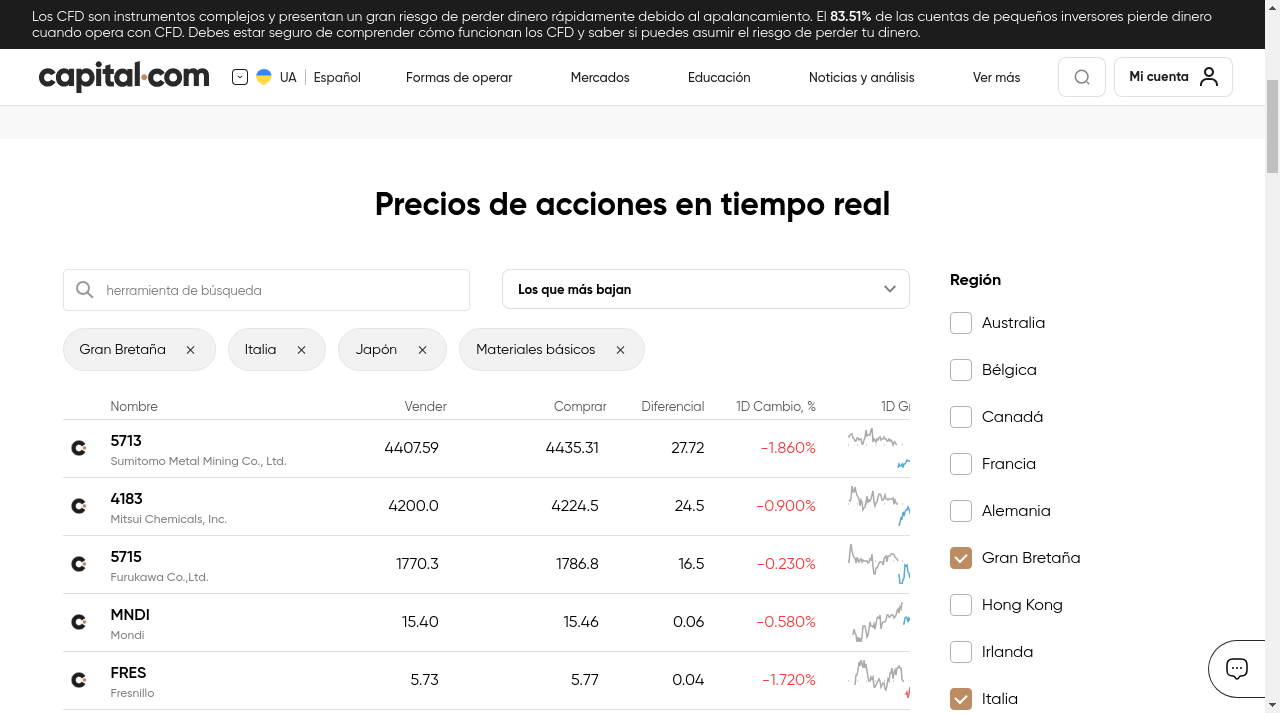 Los CFD son instrumentos complejos y presentan un gran riesgo de perder dinero rápidamente debido al apalancamiento. El 83.51% de las cuentas de pequeños inversores pierde dinero
cuando opera con CFD. Debes estar seguro de comprender cómo funcionan los CFD y saber si puedes asumir el riesgo de perder tu dinero.
capital.com UA Español Formas de operar Mercados Educación Noticias y análisis Ver más Mi cuenta
Precios de acciones en tiempo real
herramienta de búsqueda
Los que más bajan
Gran Bretaña Italia Japón Materiales básicos
Nombre Vender Comprar Diferencial 1D Cambio, % 1D
5713 4407.59 4435.31 27.72 -1.860%
Sumitomo Metal Mining Co., Ltd.
4183 4200.0 4224.5 24.5 -0.900%
Mitsui Chemicals, Inc.
5715 1770.3 1786.8 16.5 -0.230%
Furukawa Co.,Ltd.
MNDI 15.40 15.46 0.06 -0.580%
Mondi
FRES 5.73 5.77 0.04 -1.720%
Fresnillo
Región
Australia
Bélgica
Canadá
Francia
Alemania
Gran Bretaña
Hong Kong
Irlanda
Italia